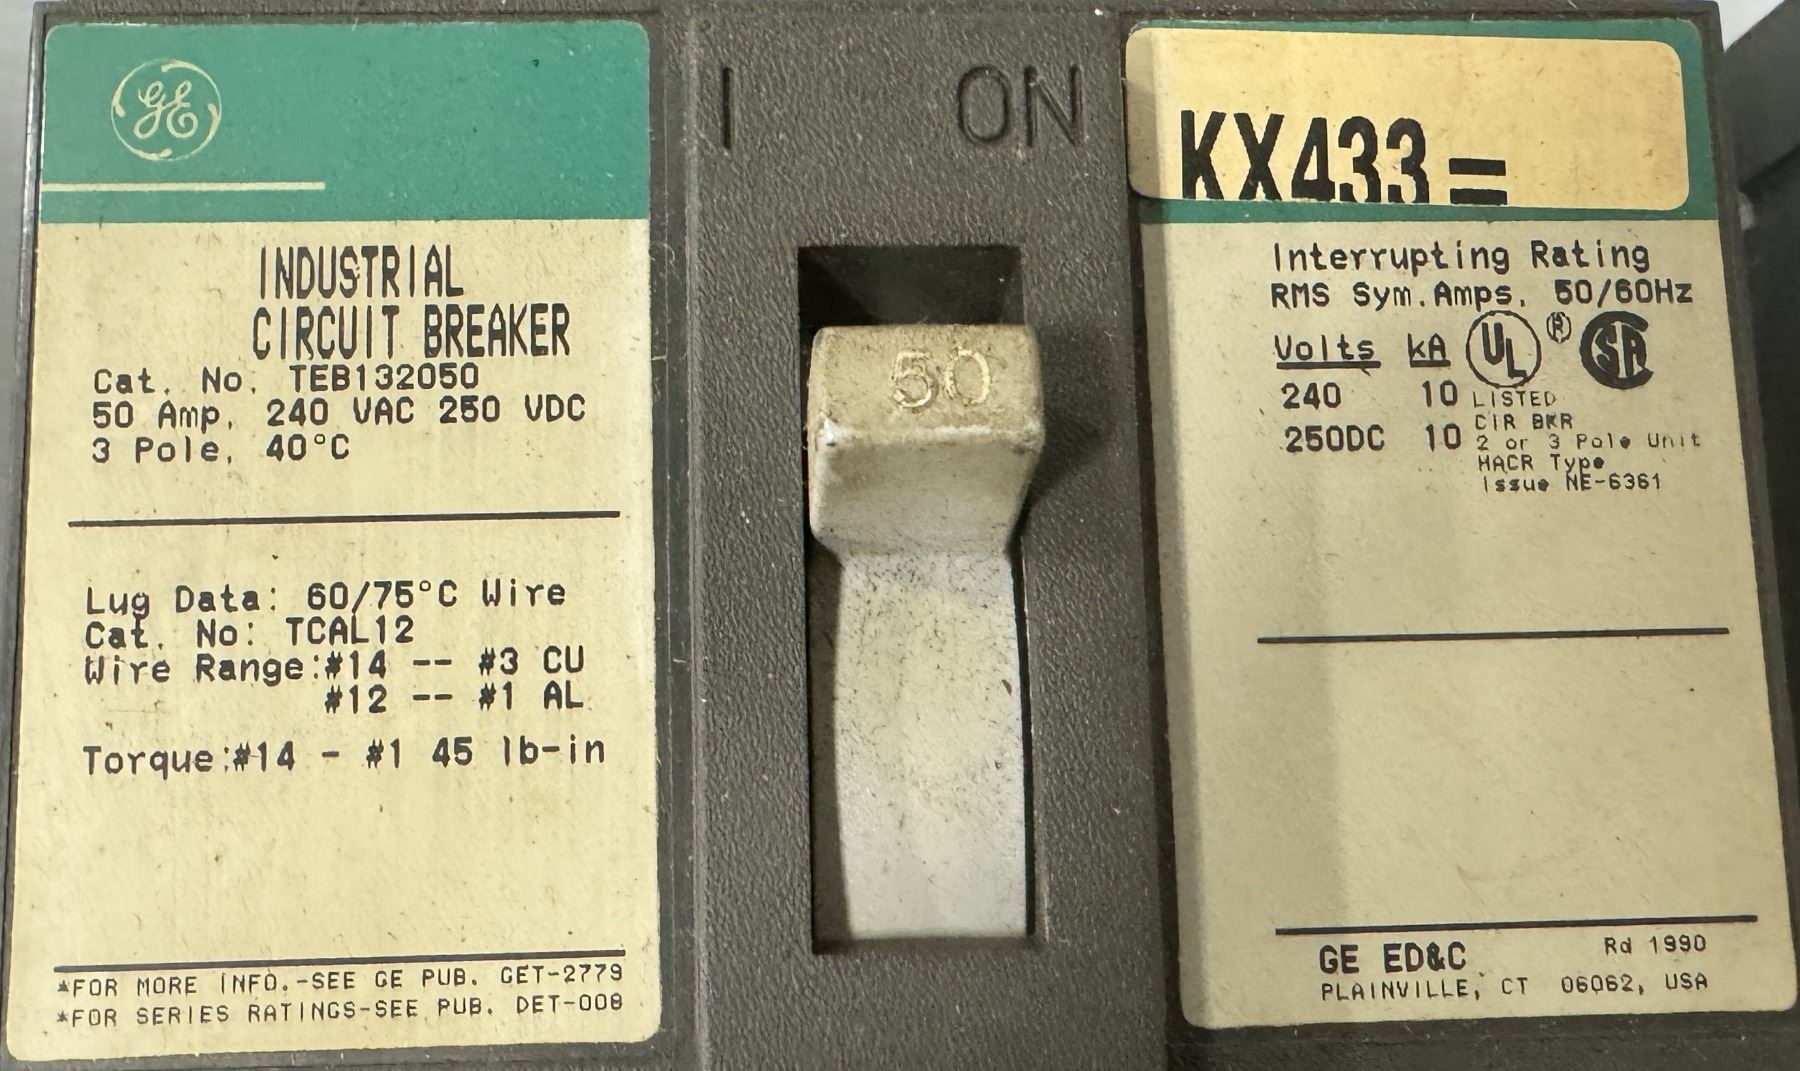 GE
INDUSTRIAL
CIRCUIT BREAKER
Cat. No. TEB132050
50 Amp, 240 VAC 250 VDC
3 Pole, 40°C
Lug Data: 60/75°C Wire
Cat. No: TCAL12
Wire Range:#14 -- #3 CU
#12 -- #1 AL
Torque:#14 - #1 45 lb-in
*FOR MORE INFO.-SEE GE PUB. GET-2779
*FOR SERIES RATINGS-SEE PUB. DET-008
I ON
50
KX433=
Interrupting Rating
RMS Sym. Amps, 50/60Hz
Volts kA UL ® SA
240 10 LISTED
CIR BKR
250DC 10 2 or 3 Pole Unit
HACR Type
Issue NE-6361
GE ED&C Rd 1990
PLAINVILLE, CT 06062, USA